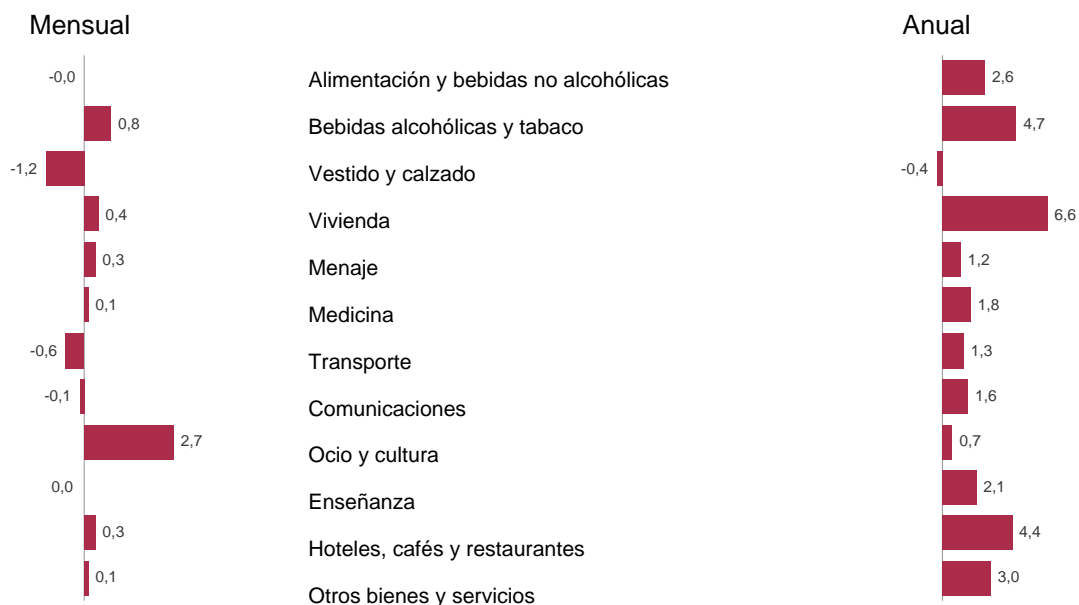 Mensual
Anual
-0,0
Alimentación y bebidas no alcohólicas
2,6
0,8
Bebidas alcohólicas y tabaco
4,7
-1,2
Vestido y calzado
-0,4
0,4
Vivienda
6,6
0,3
Menaje
1,2
0,1
Medicina
1,8
-0,6
Transporte
1,3
-0,1
Comunicaciones
1,6
2,7
Ocio y cultura
0,7
0,0
Enseñanza
2,1
0,3
Hoteles, cafés y restaurantes
4,4
0,1
Otros bienes y servicios
3,0